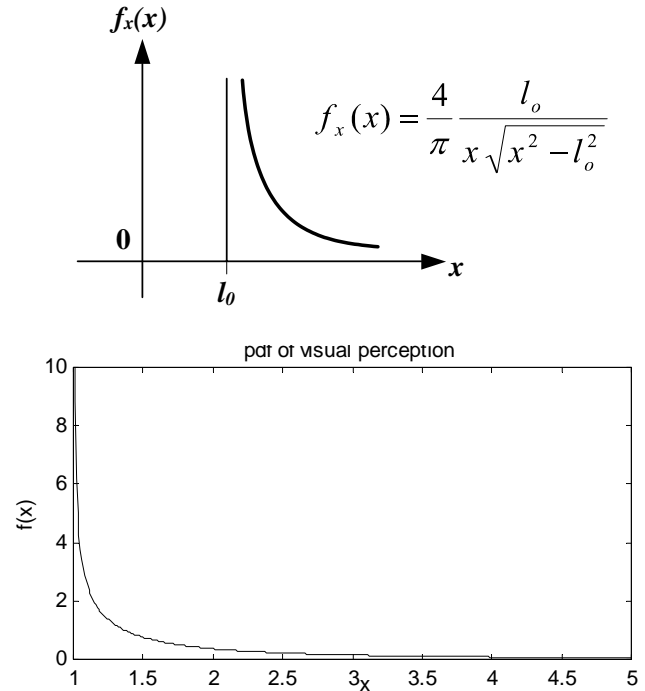 fₓ(x)
fₓ(x) = 4/π lₒ/(x√(x² − lₒ²))
0
x
l₀
pdf of visual perception
10
8
6
4
2
0
f(x)
1 1.5 2 2.5 3 3.5 4 4.5 5
x